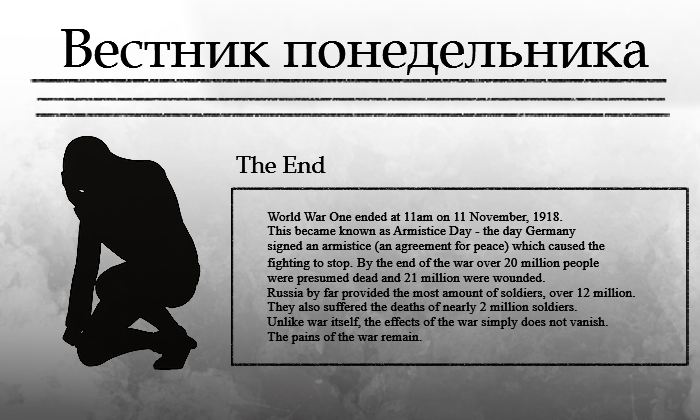 Вестник понедельника
The End
World War One ended at 11am on 11 November, 1918.
This became known as Armistice Day - the day Germany
signed an armistice (an agreement for peace) which caused the
fighting to stop. By the end of the war over 20 million people
were presumed dead and 21 million were wounded.
Russia by far provided the most amount of soldiers, over 12 million.
They also suffered the deaths of nearly 2 million soldiers.
Unlike war itself, the effects of the war simply does not vanish.
The pains of the war remain.